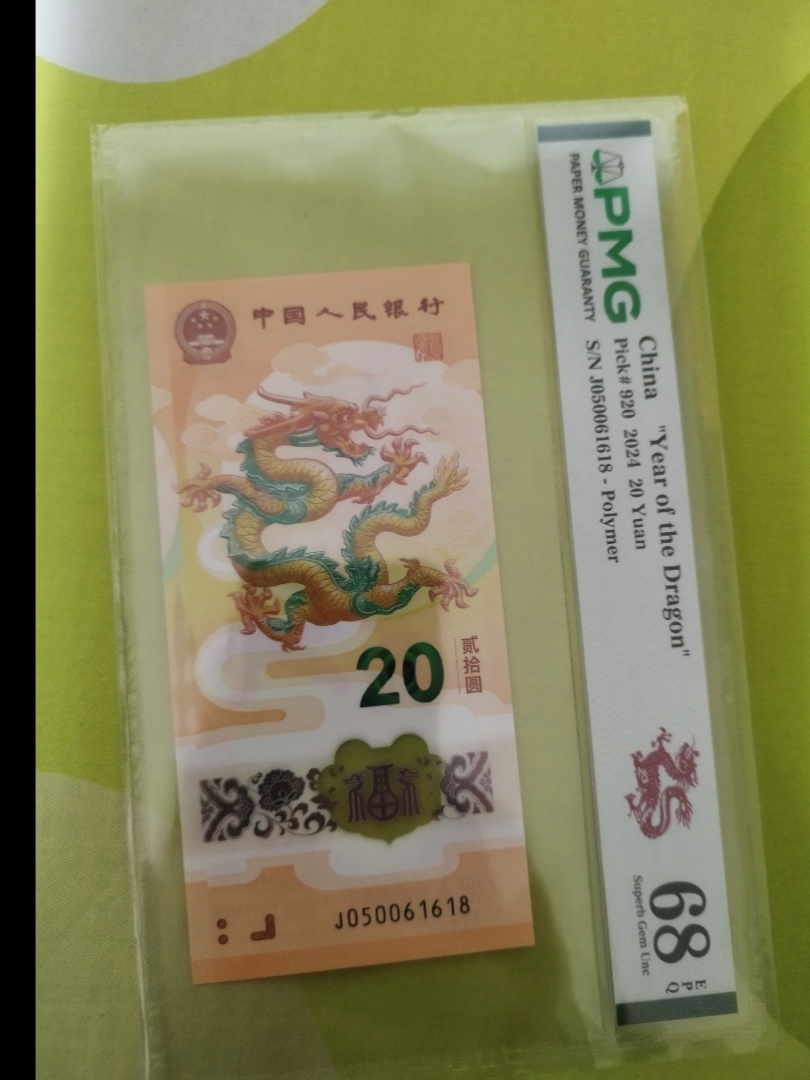 中国人民银行
20
贰拾圆
福
J050061618
PMG
PAPER MONEY GUARANTY
China "Year of the Dragon"
Pick# 920 2024 20 Yuan
S/N J050061618 - Polymer
68 EPQ
Superb Gem Unc